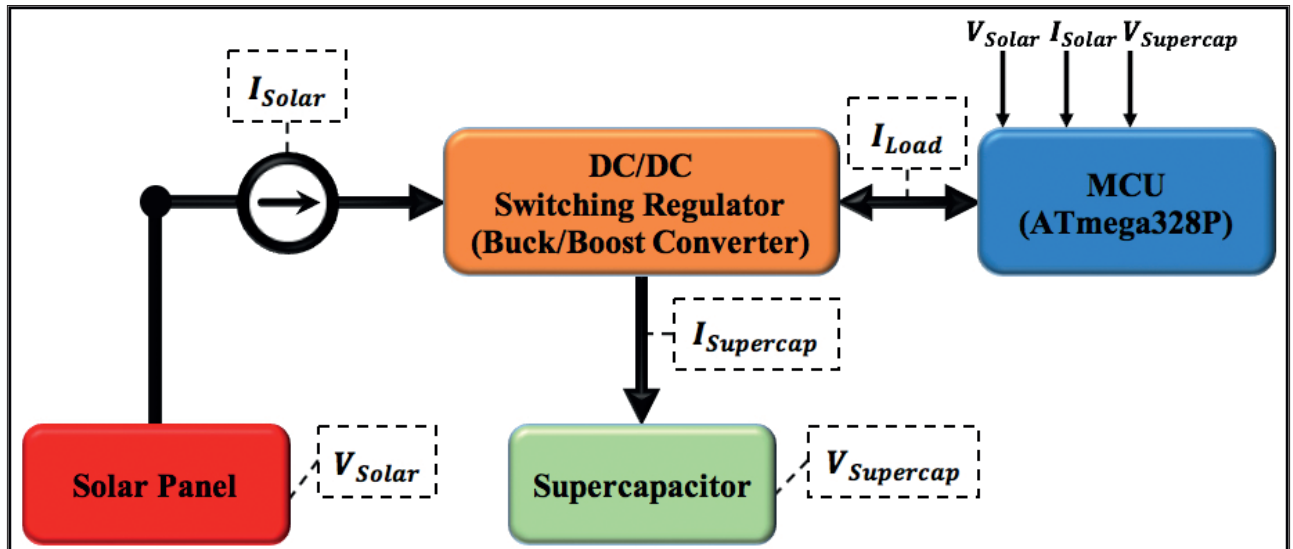 V_Solar I_Solar V_Supercap
I_Solar
I_Load
DC/DC
Switching Regulator
(Buck/Boost Converter)
MCU
(ATmega328P)
I_Supercap
Solar Panel
V_Solar
Supercapacitor
V_Supercap